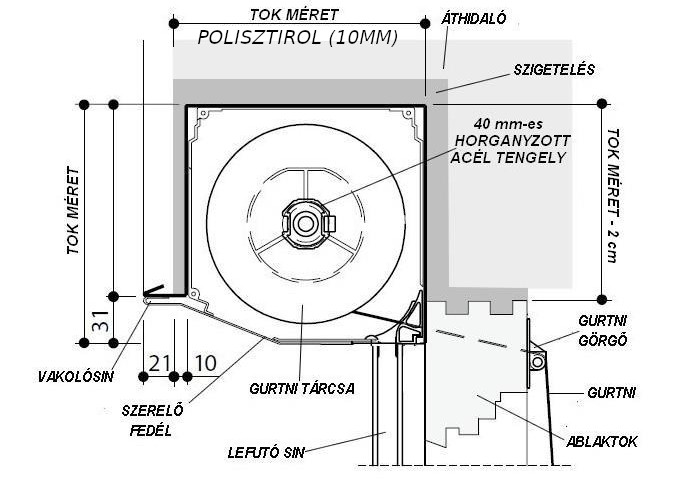 TOK MÉRET
ÁTHIDALÓ
POLISZTIROL (10MM)
SZIGETELÉS
40 mm-es
HORGANYZOTT
ACÉL TENGELY
TOK MÉRET
TOK MÉRET - 2 cm
31
21
10
GURTNI
GÖRGŐ
VAKOLÓSIN
GURTNI TÁRCSA
GURTNI
SZERELŐ
FEDÉL
LEFUTÓ SIN
ABLAKTOK